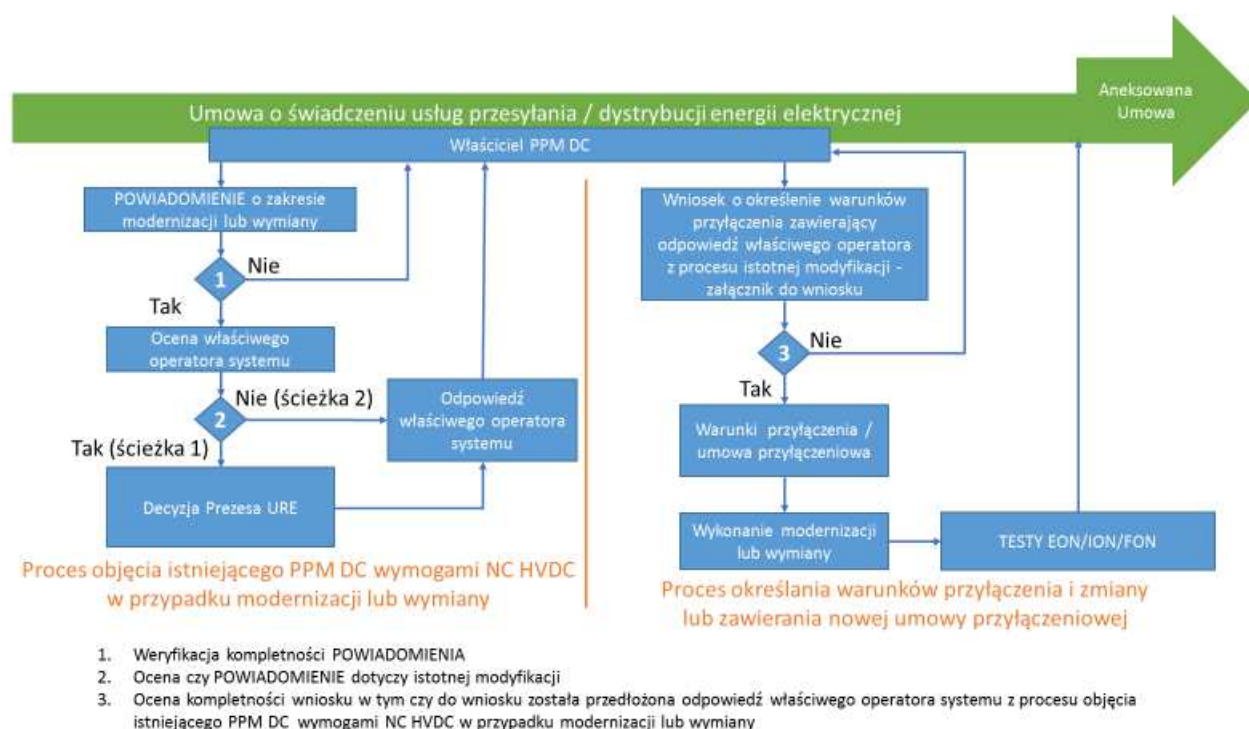 Aneksowana
Umowa
Umowa o świadczeniu usług przesyłania / dystrybucji energii elektrycznej
Właściciel PPM DC
POWIADOMIENIE o zakresie
modernizacji lub wymiany
1
Nie
Tak
Ocena właściwego
operatora systemu
2
Nie (ścieżka 2)
Tak (ścieżka 1)
Odpowiedź
właściwego operatora
systemu
Decyzja Prezesa URE
Proces objęcia istniejącego PPM DC wymogami NC HVDC
w przypadku modernizacji lub wymiany
Wniosek o określenie warunków
przyłączenia zawierający
odpowiedź właściwego operatora
z procesu istotnej modyfikacji -
załącznik do wniosku
3
Nie
Tak
Warunki przyłączenia /
umowa przyłączeniowa
Wykonanie modernizacji
lub wymiany
TESTY EON/ION/FON
Proces określania warunków przyłączenia i zmiany
lub zawierania nowej umowy przyłączeniowej
1. Weryfikacja kompletności POWIADOMIENIA
2. Ocena czy POWIADOMIENIE dotyczy istotnej modyfikacji
3. Ocena kompletności wniosku w tym czy do wniosku została przedłożona odpowiedź właściwego operatora systemu z procesu objęcia
istniejącego PPM DC wymogami NC HVDC w przypadku modernizacji lub wymiany